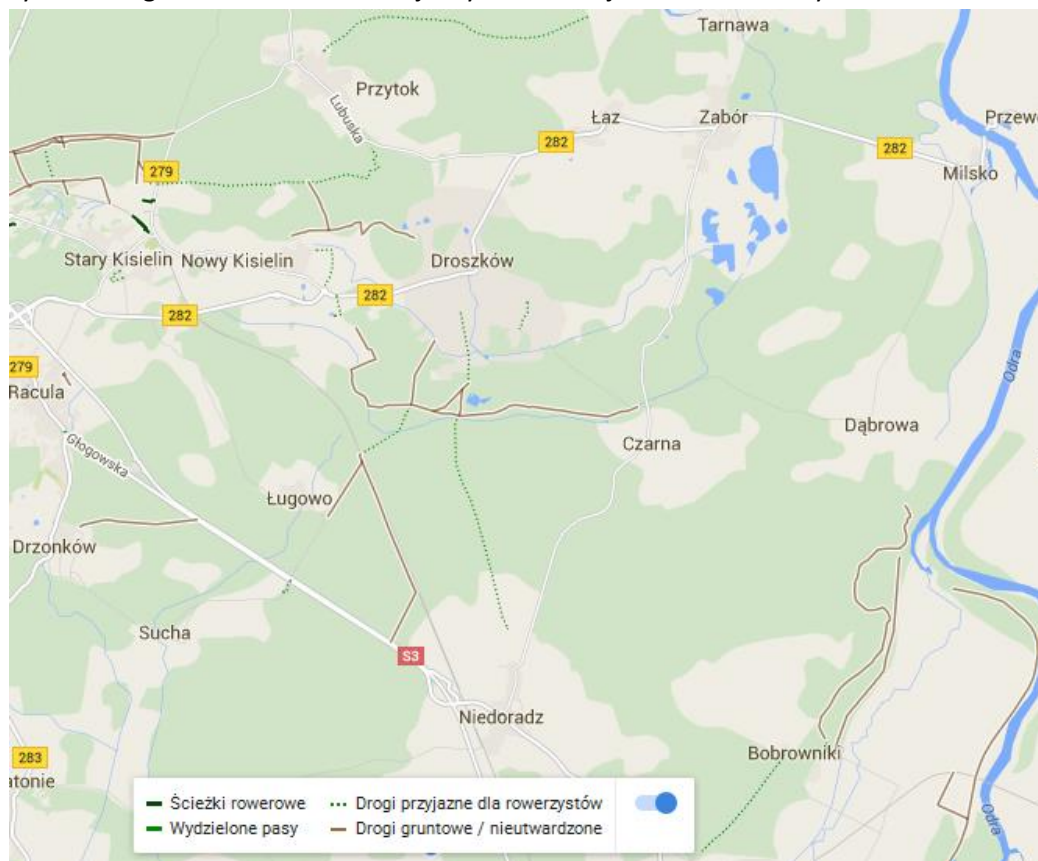 Tarnawa
Przytok
Lubuska
Łaz
Zabór
282
282
Przew
Milsko
279
Stary Kisielin
Nowy Kisielin
Droszków
282
282
279
Racula
Odra
Głogowska
Czarna
Dąbrowa
Ługowo
Drzonków
Sucha
S3
Niedoradz
Bobrowniki
283
atonie
Odra
Ścieżki rowerowe
Drogi przyjazne dla rowerzystów
Wydzielone pasy
Drogi gruntowe / nieutwardzone